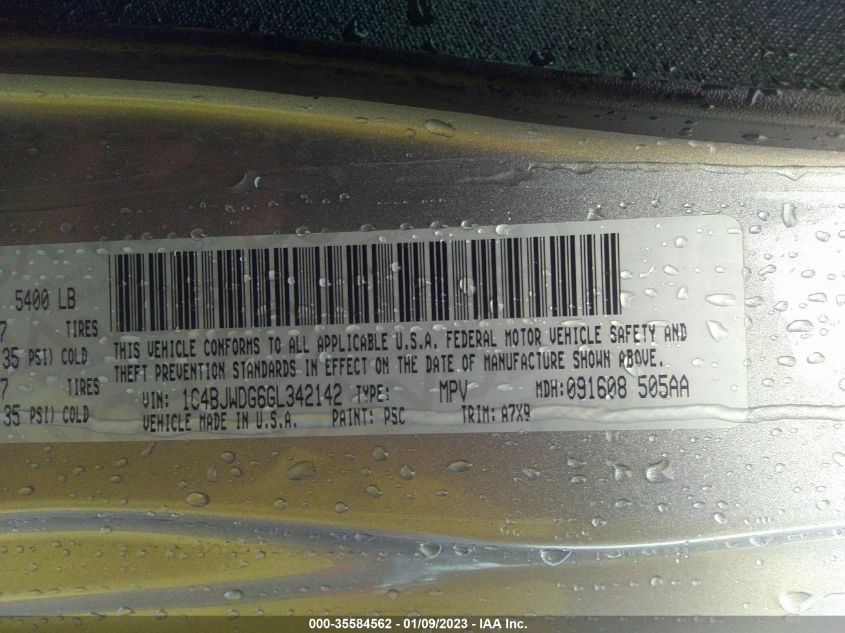 5400 LB
7 TIRES
35 PSI) COLD
7 TIRES
35 PSI) COLD
THIS VEHICLE CONFORMS TO ALL APPLICABLE U.S.A. FEDERAL MOTOR VEHICLE SAFETY AND
THEFT PREVENTION STANDARDS IN EFFECT ON THE DATE OF MANUFACTURE SHOWN ABOVE.
VIN: 1C4BJWDG6GL342142 TYPE: MPV MDH:091608 505AA
VEHICLE MADE IN U.S.A. PAINT: PSC TRIM: A7X9
000-35584562 - 01/09/2023 - IAA Inc.